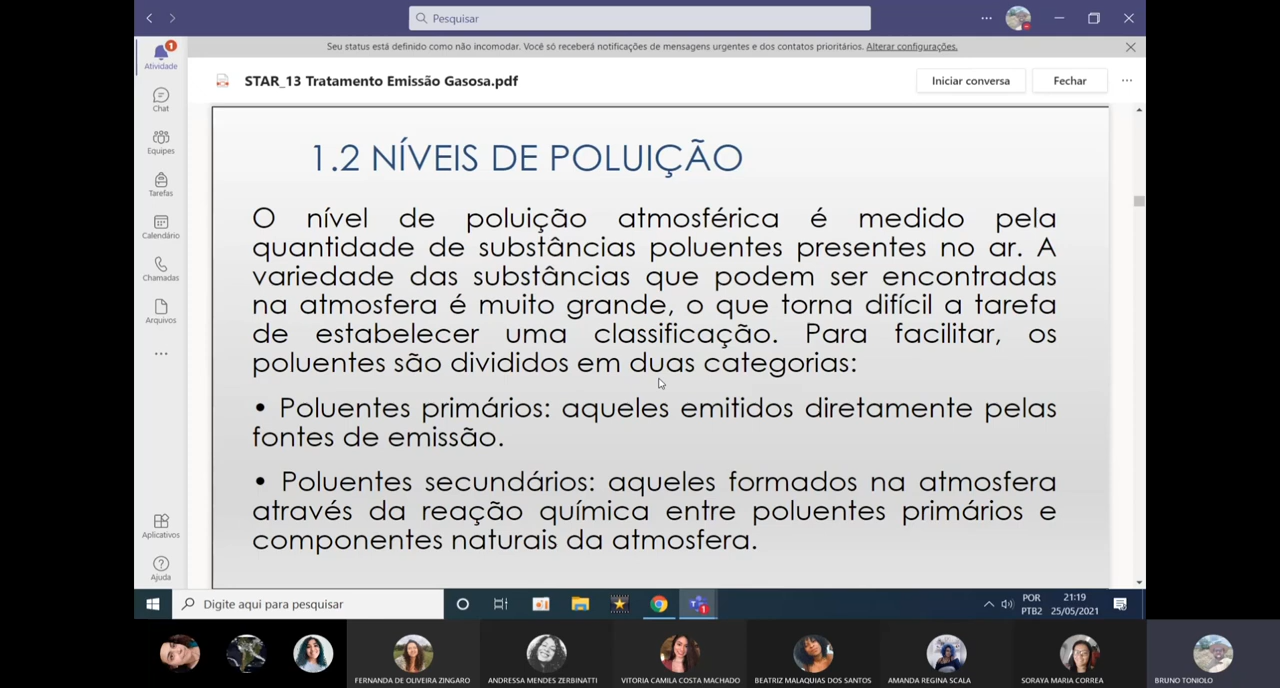 Pesquisar
Seu status está definido como não incomodar. Você só receberá notificações de mensagens urgentes e dos contatos prioritários. Alterar configurações.
1
Atividade
Chat
Equipes
Tarefas
Calendário
Chamadas
Arquivos
Aplicativos
Ajuda
STAR_13 Tratamento Emissão Gasosa.pdf
Iniciar conversa
Fechar
1.2 NÍVEIS DE POLUIÇÃO
O nível de poluição atmosférica é medido pela
quantidade de substâncias poluentes presentes no ar. A
variedade das substâncias que podem ser encontradas
na atmosfera é muito grande, o que torna difícil a tarefa
de estabelecer uma classificação. Para facilitar, os
poluentes são divididos em duas categorias:
• Poluentes primários: aqueles emitidos diretamente pelas
fontes de emissão.
• Poluentes secundários: aqueles formados na atmosfera
através da reação química entre poluentes primários e
componentes naturais da atmosfera.
Digite aqui para pesquisar
1
POR
PTB2
21:19
25/05/2021
FERNANDA DE OLIVEIRA ZINGARO
ANDRESSA MENDES ZERBINATTI
VITORIA CAMILA COSTA MACHADO
BEATRIZ MALAQUIAS DOS SANTOS
AMANDA REGINA SCALA
SORAYA MARIA CORREA
BRUNO TONIOLO